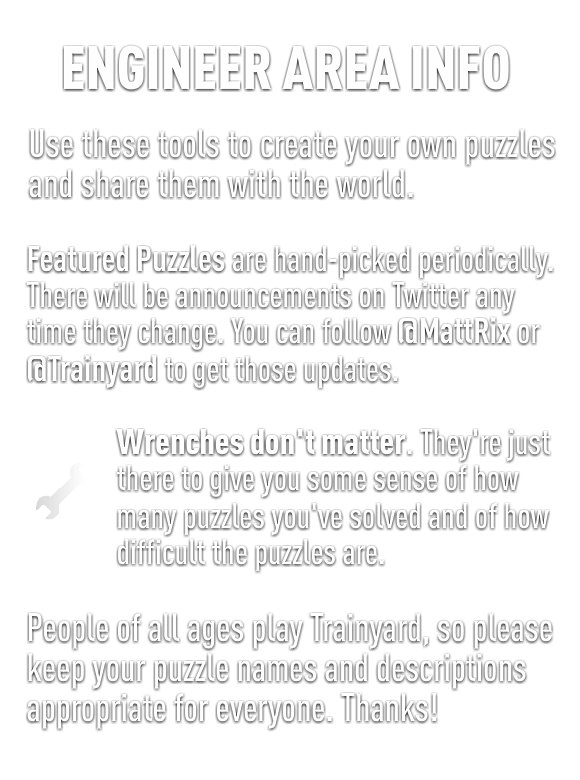 ENGINEER AREA INFO
Use these tools to create your own puzzles
and share them with the world.
Featured Puzzles are hand-picked periodically.
There will be announcements on Twitter any
time they change. You can follow @MattRix or
@Trainyard to get those updates.
Wrenches don't matter. They're just
there to give you some sense of how
many puzzles you've solved and of how
difficult the puzzles are.
People of all ages play Trainyard, so please
keep your puzzle names and descriptions
appropriate for everyone. Thanks!